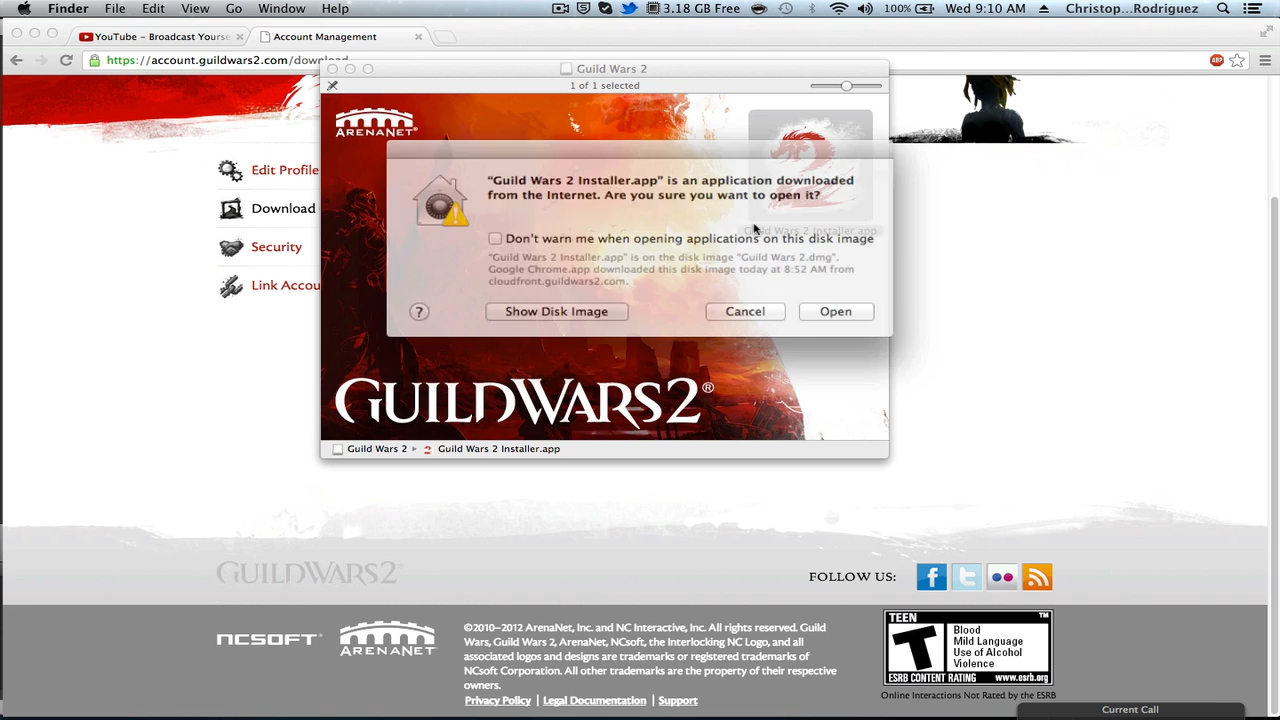 Finder File Edit View Go Window Help 3.18 GB Free 100% Wed 9:10 AM Christop...Rodriguez
YouTube – Broadcast Yourse Account Management
https://account.guildwars2.com/download
Guild Wars 2
1 of 1 selected
ARENANET
"Guild Wars 2 Installer.app" is an application downloaded
from the Internet. Are you sure you want to open it?
Guild Wars 2 Installer.app
Don't warn me when opening applications on this disk image
"Guild Wars 2 Installer.app" is on the disk image "Guild Wars 2.dmg".
Google Chrome.app downloaded this disk image today at 8:52 AM from
cloudfront.guildwars2.com.
? Show Disk Image Cancel Open
Edit Profile
Download
Security
Link Accou
GUILDWARS2®
Guild Wars 2 ▸ Guild Wars 2 Installer.app
GUILDWARS2
FOLLOW US:
NCSOFT
ARENANET
©2010–2012 ArenaNet, Inc. and NC Interactive, Inc. All rights reserved. Guild
Wars, Guild Wars 2, ArenaNet, NCsoft, the Interlocking NC Logo, and all
associated logos and designs are trademarks or registered trademarks of
NCsoft Corporation. All other trademarks are the property of their respective
owners.
Privacy Policy | Legal Documentation | Support
TEEN
T
Blood
Mild Language
Use of Alcohol
Violence
ESRB CONTENT RATING www.esrb.org
Online Interactions Not Rated by the ESRB
Current Call